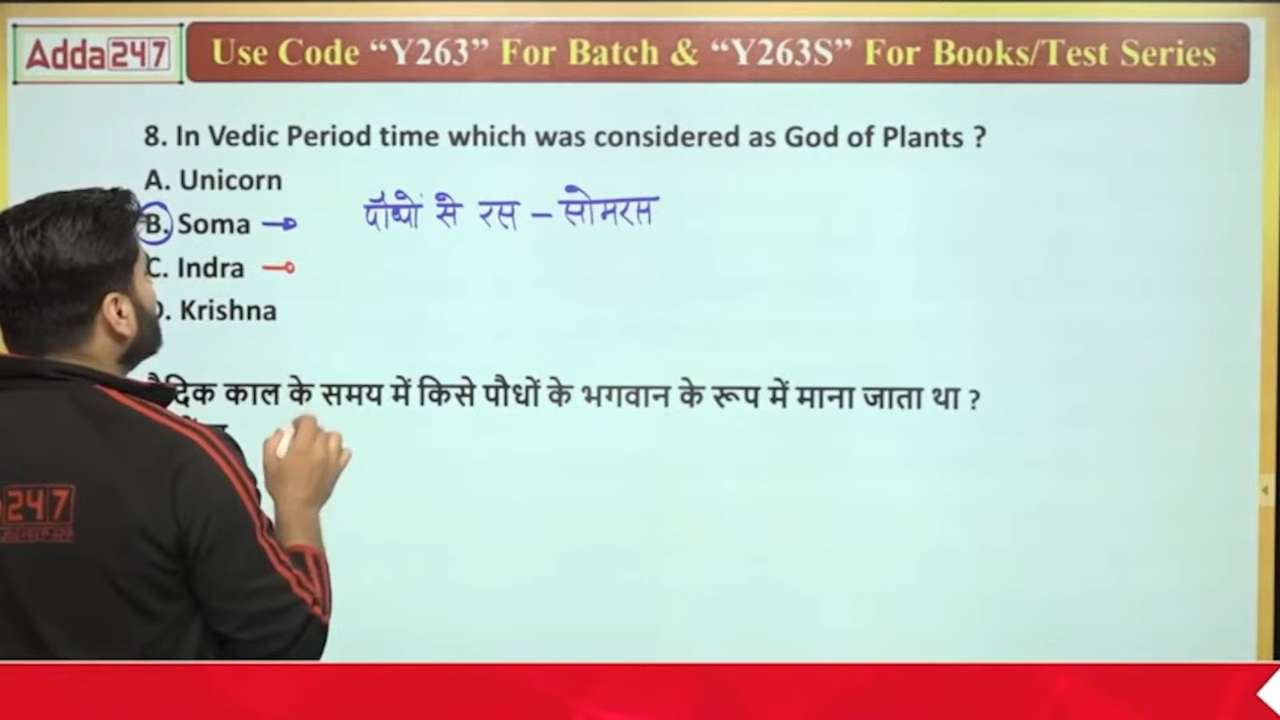 Adda247
Use Code “Y263” For Batch & “Y263S” For Books/Test Series
8. In Vedic Period time which was considered as God of Plants ?
A. Unicorn
B. Soma पौधों से रस – सोमरस
C. Indra
D. Krishna
वैदिक काल के समय में किसे पौधों के भगवान के रूप में माना जाता था ?
247